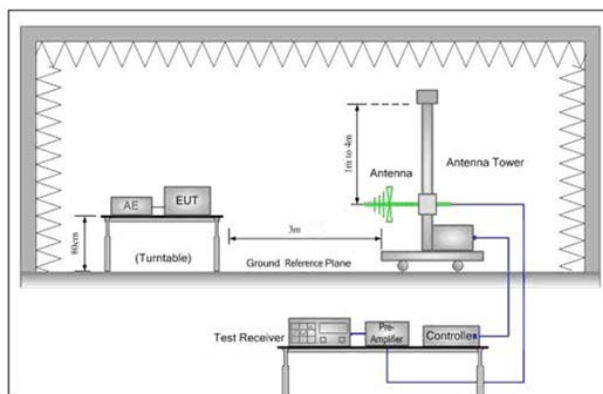 1m to 4m
Antenna
Antenna Tower
AE
EUT
80cm
3m
(Turntable)
Ground Reference Plane
Test Receiver
Pre-
Amplifier
Controller